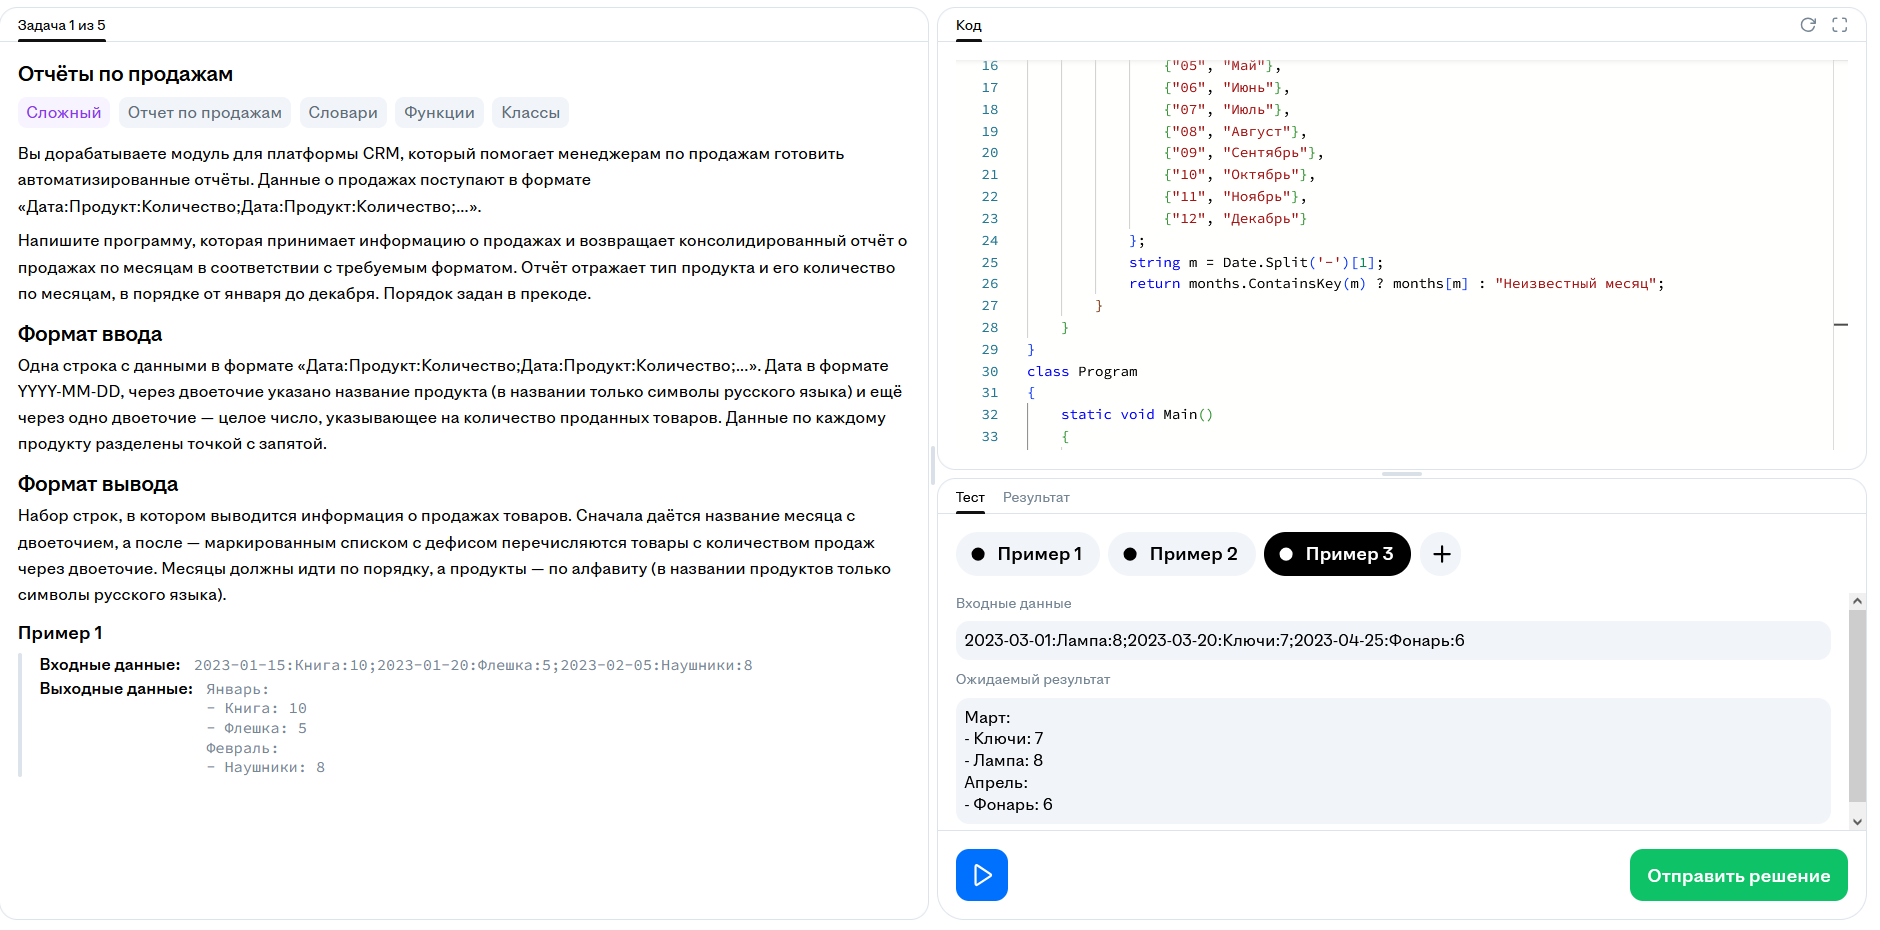 Задача 1 из 5
Отчёты по продажам
Сложный Отчет по продажам Словари Функции Классы
Вы дорабатываете модуль для платформы CRM, который помогает менеджерам по продажам готовить
автоматизированные отчёты. Данные о продажах поступают в формате
«Дата:Продукт:Количество;Дата:Продукт:Количество;...».
Напишите программу, которая принимает информацию о продажах и возвращает консолидированный отчёт о
продажах по месяцам в соответствии с требуемым форматом. Отчёт отражает тип продукта и его количество
по месяцам, в порядке от января до декабря. Порядок задан в прекоде.
Формат ввода
Одна строка с данными в формате «Дата:Продукт:Количество;Дата:Продукт:Количество;...». Дата в формате
YYYY-MM-DD, через двоеточие указано название продукта (в названии только символы русского языка) и ещё
через одно двоеточие — целое число, указывающее на количество проданных товаров. Данные по каждому
продукту разделены точкой с запятой.
Формат вывода
Набор строк, в котором выводится информация о продажах товаров. Сначала даётся название месяца с
двоеточием, а после — маркированным списком с дефисом перечисляются товары с количеством продаж
через двоеточие. Месяцы должны идти по порядку, а продукты — по алфавиту (в названии продуктов только
символы русского языка).
Пример 1
Входные данные: 2023-01-15:Книга:10;2023-01-20:Флешка:5;2023-02-05:Наушники:8
Выходные данные: Январь:
- Книга: 10
- Флешка: 5
Февраль:
- Наушники: 8
Код
16 {"05", "Май"},
17 {"06", "Июнь"},
18 {"07", "Июль"},
19 {"08", "Август"},
20 {"09", "Сентябрь"},
21 {"10", "Октябрь"},
22 {"11", "Ноябрь"},
23 {"12", "Декабрь"}
24 };
25 string m = Date.Split('-')[1];
26 return months.ContainsKey(m) ? months[m] : "Неизвестный месяц";
27 }
28 }
29 }
30 class Program
31 {
32 static void Main()
33 {
Тест Результат
Пример 1 Пример 2 Пример 3 +
Входные данные
2023-03-01:Лампа:8;2023-03-20:Ключи:7;2023-04-25:Фонарь:6
Ожидаемый результат
Март:
- Ключи: 7
- Лампа: 8
Апрель:
- Фонарь: 6
Отправить решение